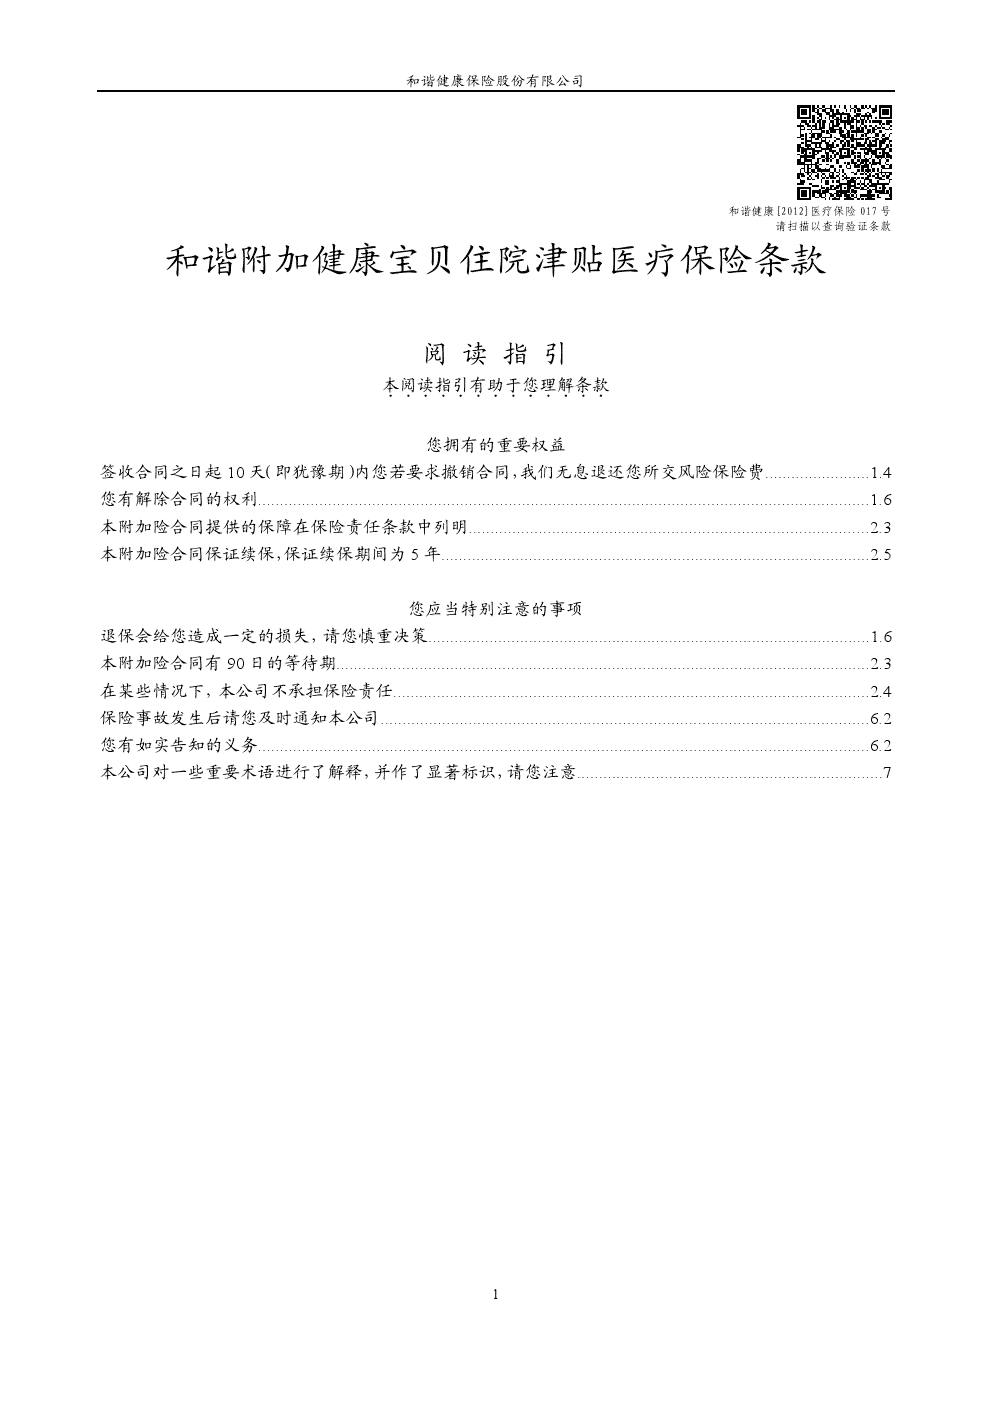 和谐健康保险股份有限公司
和谐健康[2012]医疗保险 017 号
请扫描以查询验证条款
和谐附加健康宝贝住院津贴医疗保险条款
阅 读 指 引
本阅读指引有助于您理解条款
您拥有的重要权益
签收合同之日起 10 天(即犹豫期)内您若要求撤销合同,我们无息退还您所交风险保险费........................1.4
您有解除合同的权利........................1.6
本附加险合同提供的保障在保险责任条款中列明........................2.3
本附加险合同保证续保,保证续保期间为 5 年........................2.5
您应当特别注意的事项
退保会给您造成一定的损失,请您慎重决策........................1.6
本附加险合同有 90 日的等待期........................2.3
在某些情况下,本公司不承担保险责任........................2.4
保险事故发生后请您及时通知本公司........................6.2
您有如实告知的义务........................6.2
本公司对一些重要术语进行了解释,并作了显著标识,请您注意........................7
1